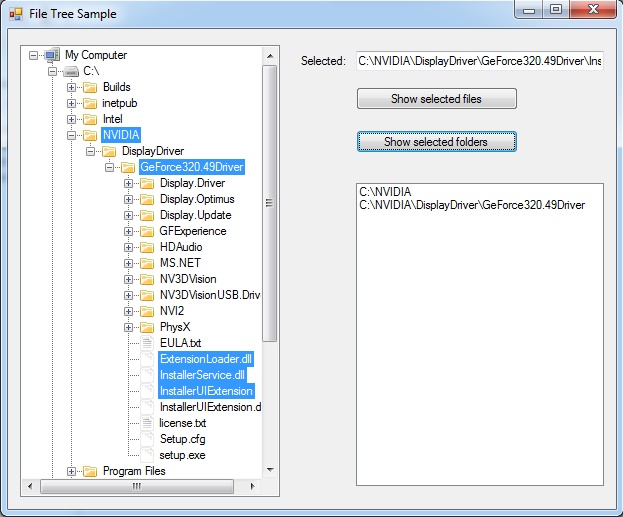 File Tree Sample
My Computer
C:\
Builds
inetpub
Intel
NVIDIA
DisplayDriver
GeForce320.49Driver
Display.Driver
Display.Optimus
Display.Update
GFExperience
HDAudio
MS.NET
NV3DVision
NV3DVisionUSB.Driv
NVI2
PhysX
EULA.txt
ExtensionLoader.dll
InstallerService.dll
InstallerUIExtension
InstallerUIExtension.d
license.txt
Setup.cfg
setup.exe
Program Files
Selected: C:\NVIDIA\DisplayDriver\GeForce320.49Driver\Ins
Show selected files
Show selected folders
C:\NVIDIA
C:\NVIDIA\DisplayDriver\GeForce320.49Driver